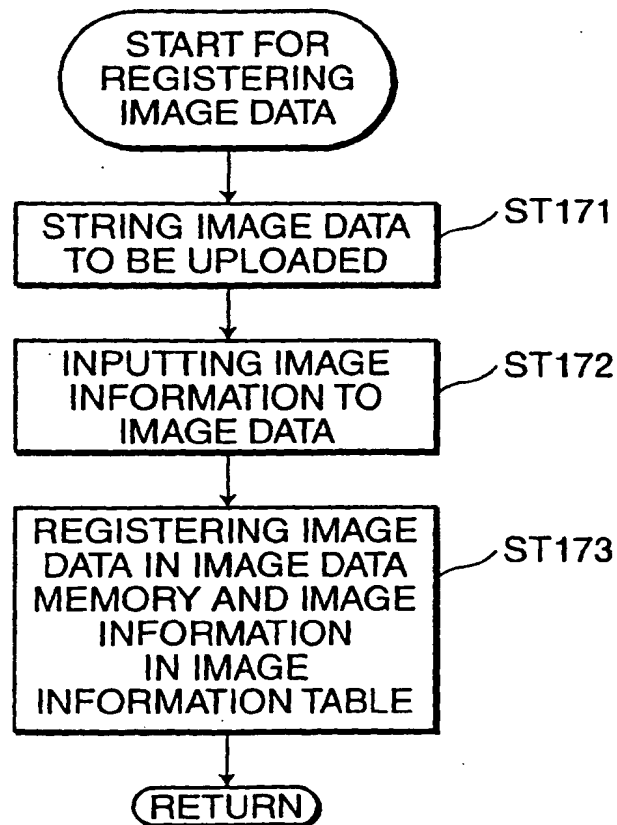 START FOR
REGISTERING
IMAGE DATA
STRING IMAGE DATA
TO BE UPLOADED
ST171
INPUTTING IMAGE
INFORMATION TO
IMAGE DATA
ST172
REGISTERING IMAGE
DATA IN IMAGE DATA
MEMORY AND IMAGE
INFORMATION
IN IMAGE
INFORMATION TABLE
ST173
RETURN